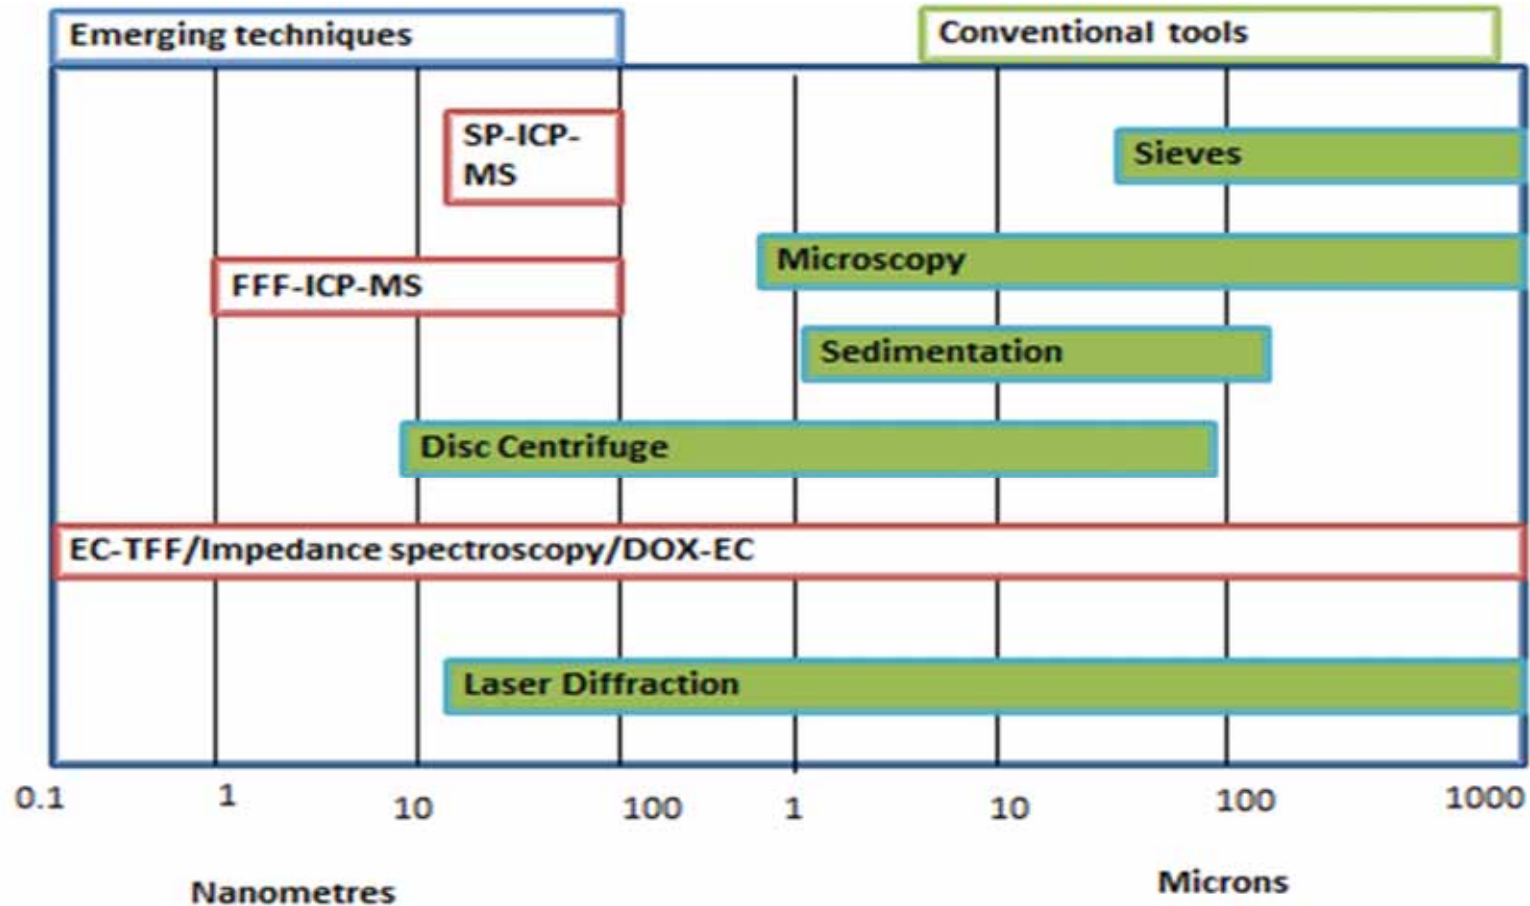 Emerging techniques
Conventional tools
SP-ICP-
MS
Sieves
Microscopy
FFF-ICP-MS
Sedimentation
Disc Centrifuge
EC-TFF/Impedance spectroscopy/DOX-EC
Laser Diffraction
0.1 1 10 100 1 10 100 1000
Nanometres Microns